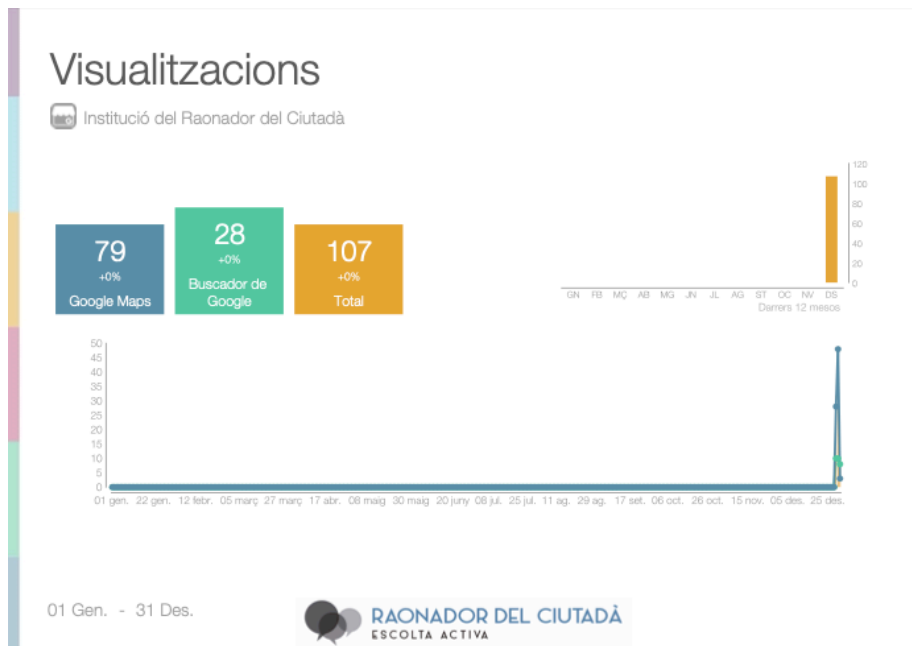 Visualitzacions
Institució del Raonador del Ciutadà
79
+0%
Google Maps
28
+0%
Buscador de
Google
107
+0%
Total
120
100
80
60
40
20
0
GN FB MÇ AB MG JN JL AG ST OC NV DS
Darrers 12 mesos
50
45
40
35
30
25
20
15
10
5
0
01 gen. 22 gen. 12 febr. 05 març 27 març 17 abr. 08 maig 30 maig 20 juny 08 jul. 25 jul. 11 ag. 29 ag. 17 set. 06 oct. 26 oct. 15 nov. 05 des. 25 des.
01 Gen. - 31 Des.
RAONADOR DEL CIUTADÀ
ESCOLTA ACTIVA